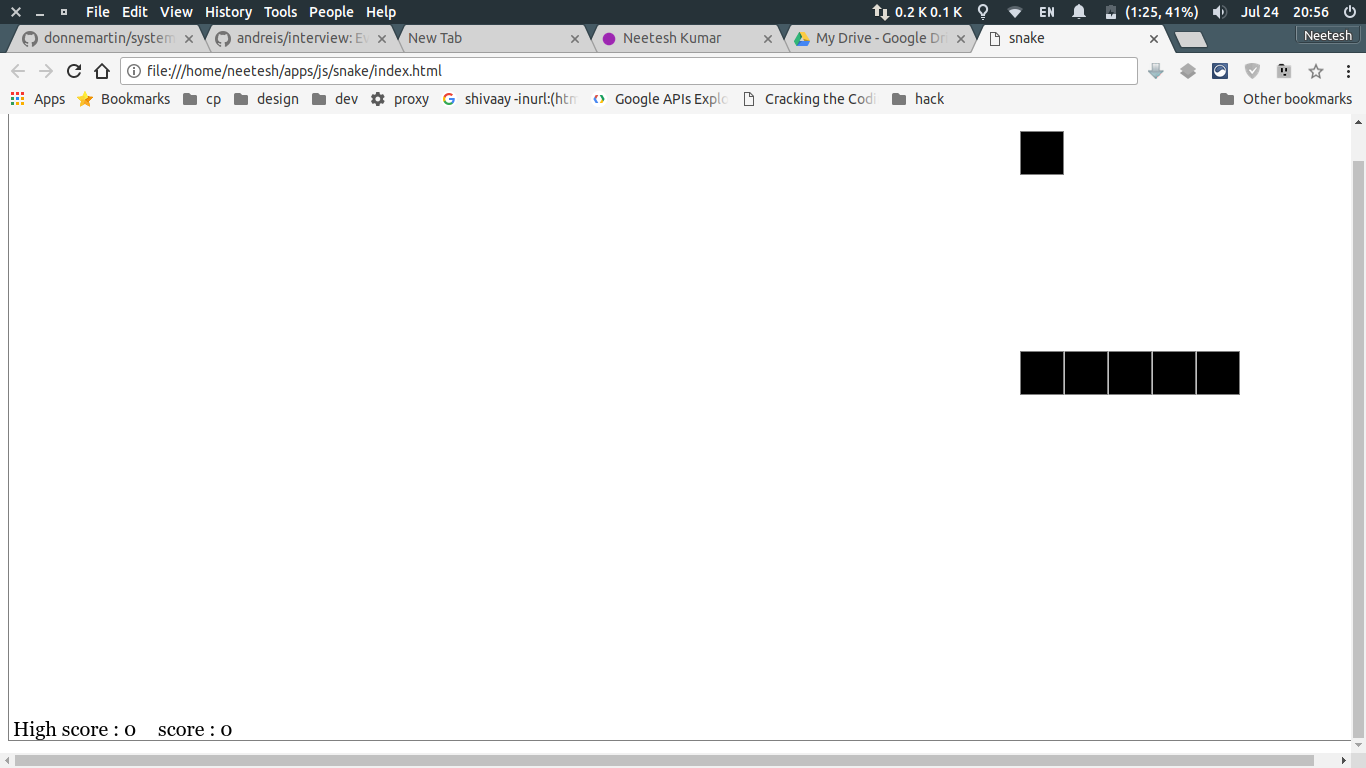 File Edit View History Tools People Help 0.2 K 0.1 K EN (1:25, 41%) Jul 24 20:56
donnemartin/system andreis/interview: Ev New Tab Neetesh Kumar My Drive - Google Dri snake Neetesh
file:///home/neetesh/apps/js/snake/index.html
Apps Bookmarks cp design dev proxy shivaay -inurl:(htm Google APIs Explo Cracking the Codi hack Other bookmarks
High score : 0 score : 0